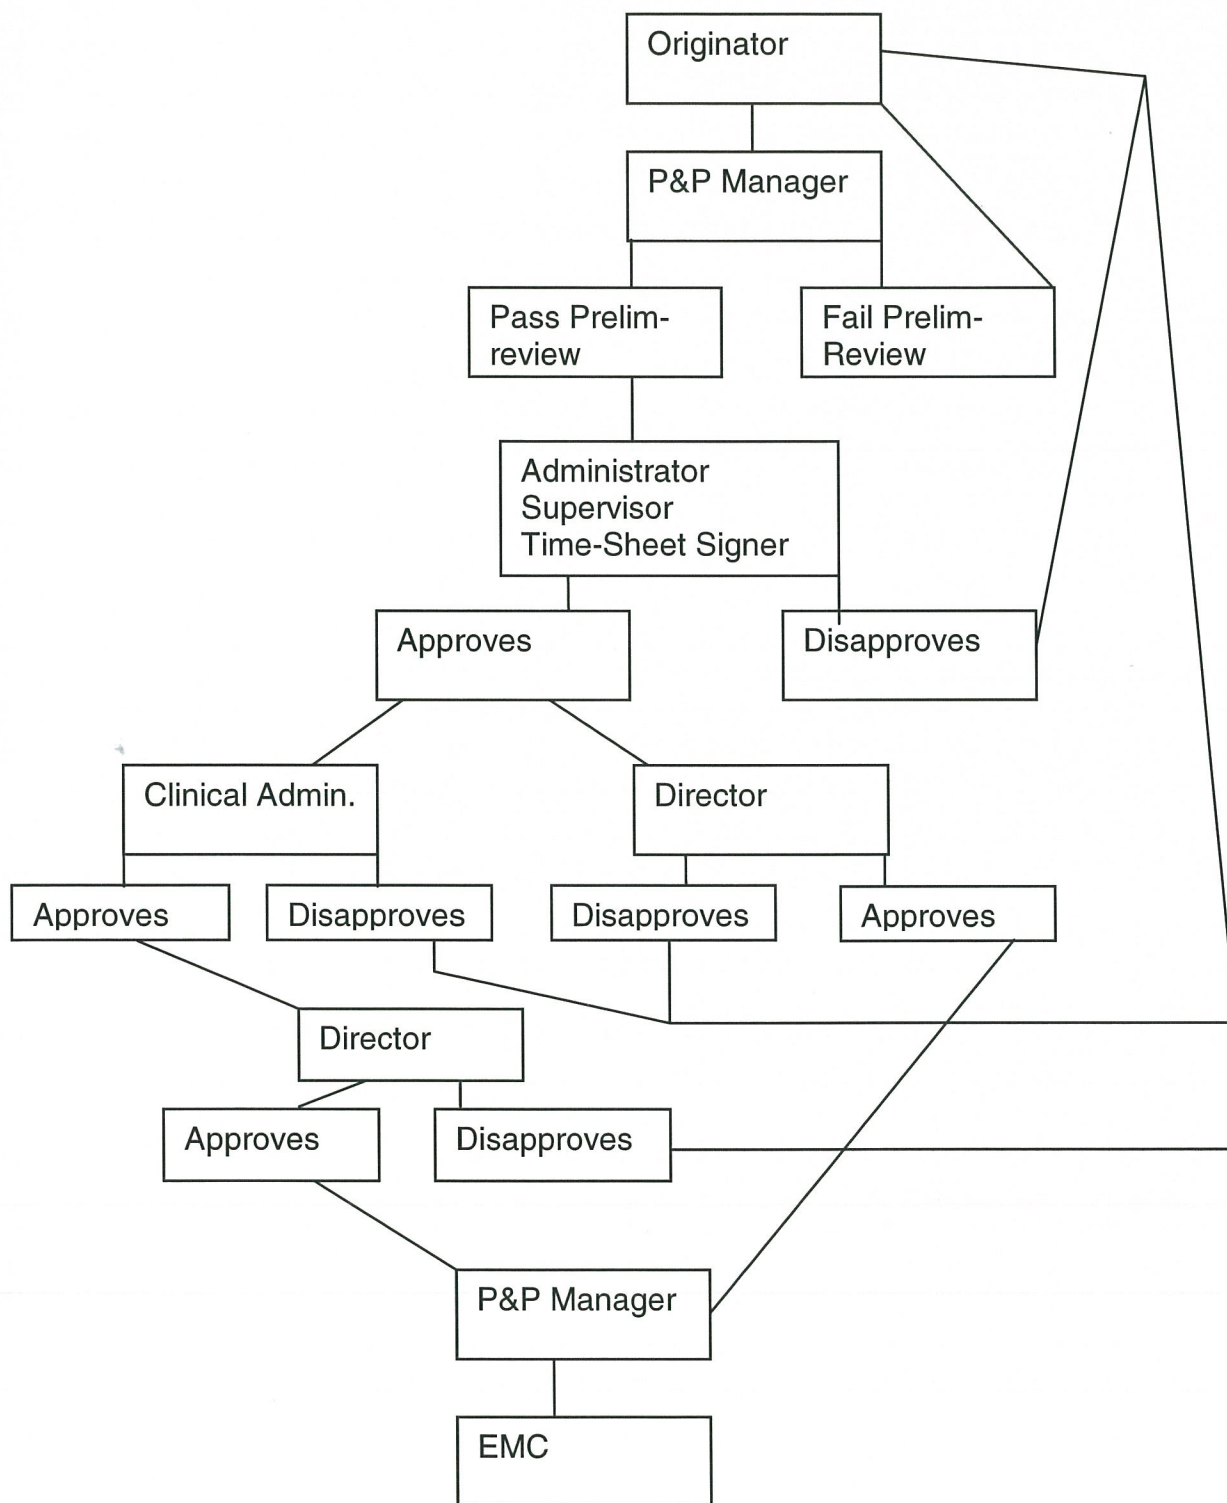 Originator
P&P Manager
Pass Prelim-
review
Fail Prelim-
Review
Administrator
Supervisor
Time-Sheet Signer
Approves
Disapproves
Clinical Admin.
Director
Approves
Disapproves
Disapproves
Approves
Director
Approves
Disapproves
P&P Manager
EMC